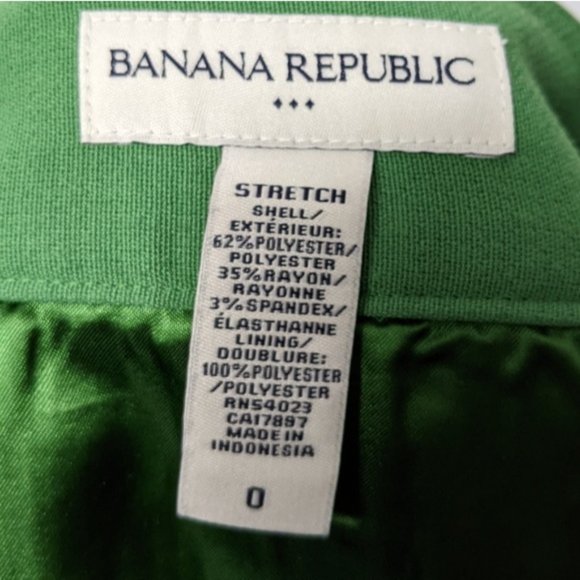 BANANA REPUBLIC
STRETCH
SHELL/
EXTÉRIEUR:
62%POLYESTER/
POLYESTER
35%RAYON/
RAYONNE
3%SPANDEX/
ÉLASTHANNE
LINING/
DOUBLURE:
100%POLYESTER
/POLYESTER
RN54023
CA17897
MADE IN
INDONESIA
0